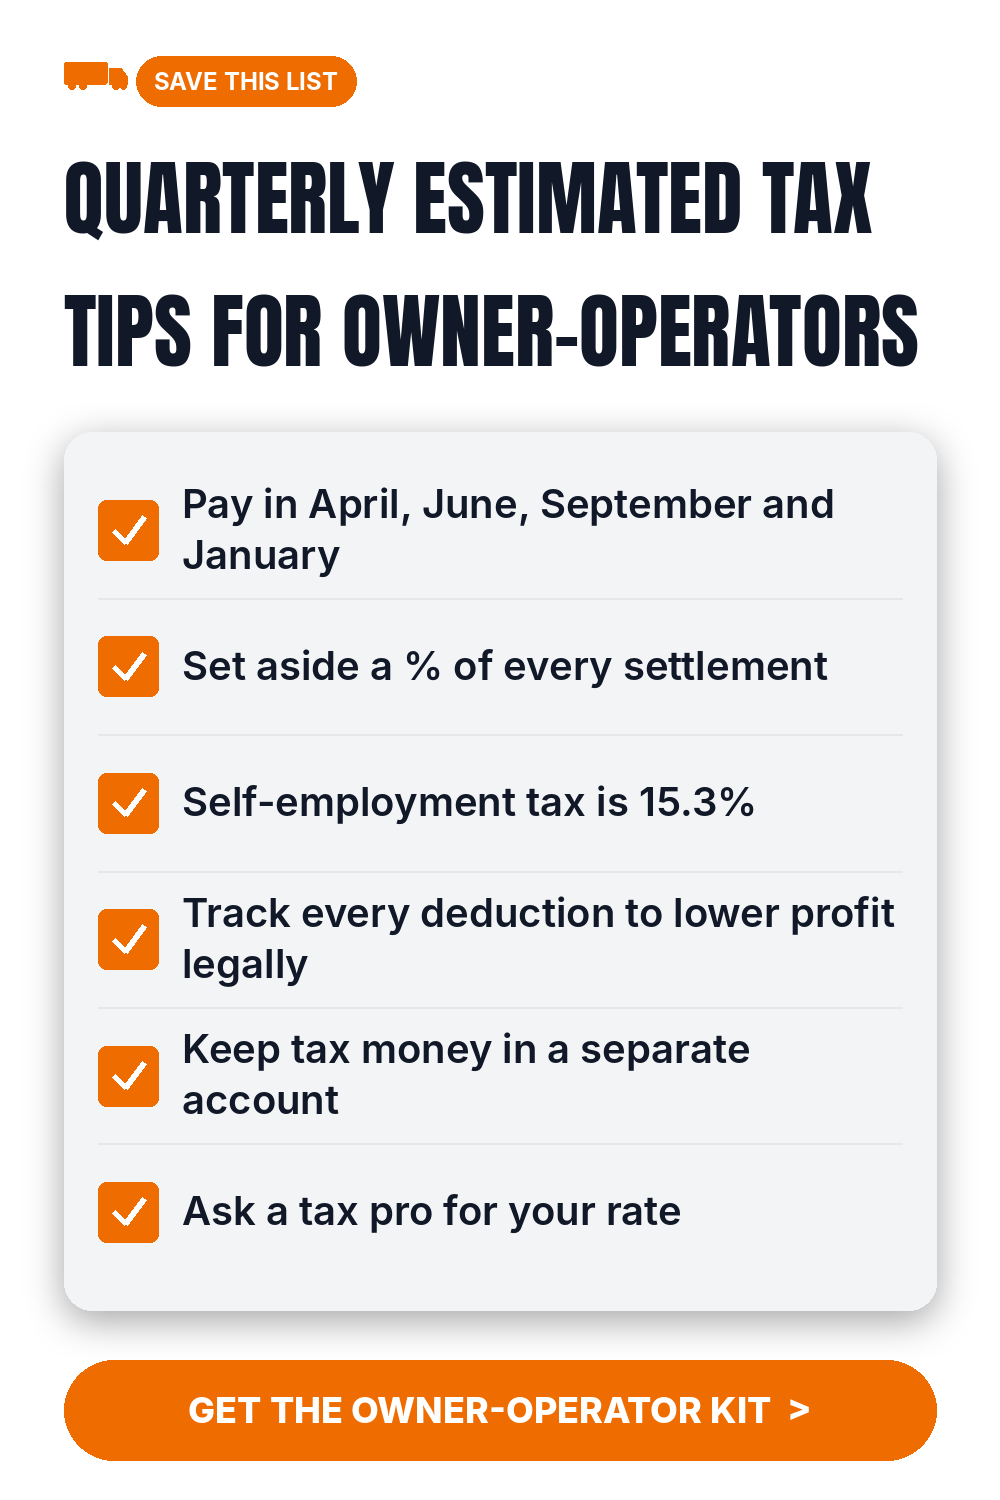 SAVE THIS LIST
QUARTERLY ESTIMATED TAX
TIPS FOR OWNER-OPERATORS
Pay in April, June, September and
January
Set aside a % of every settlement
Self-employment tax is 15.3%
Track every deduction to lower profit
legally
Keep tax money in a separate
account
Ask a tax pro for your rate
GET THE OWNER-OPERATOR KIT >